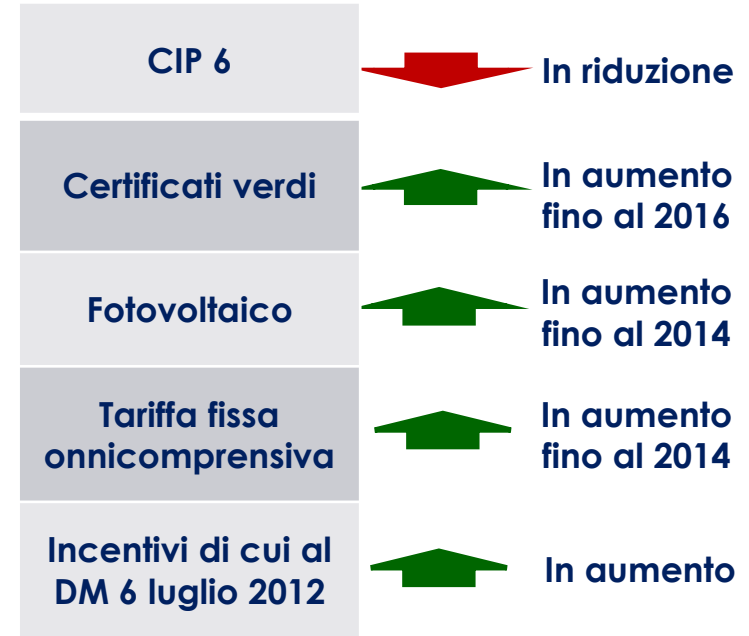 CIP 6
In riduzione
Certificati verdi
In aumento
fino al 2016
Fotovoltaico
In aumento
fino al 2014
Tariffa fissa
onnicomprensiva
In aumento
fino al 2014
Incentivi di cui al
DM 6 luglio 2012
In aumento